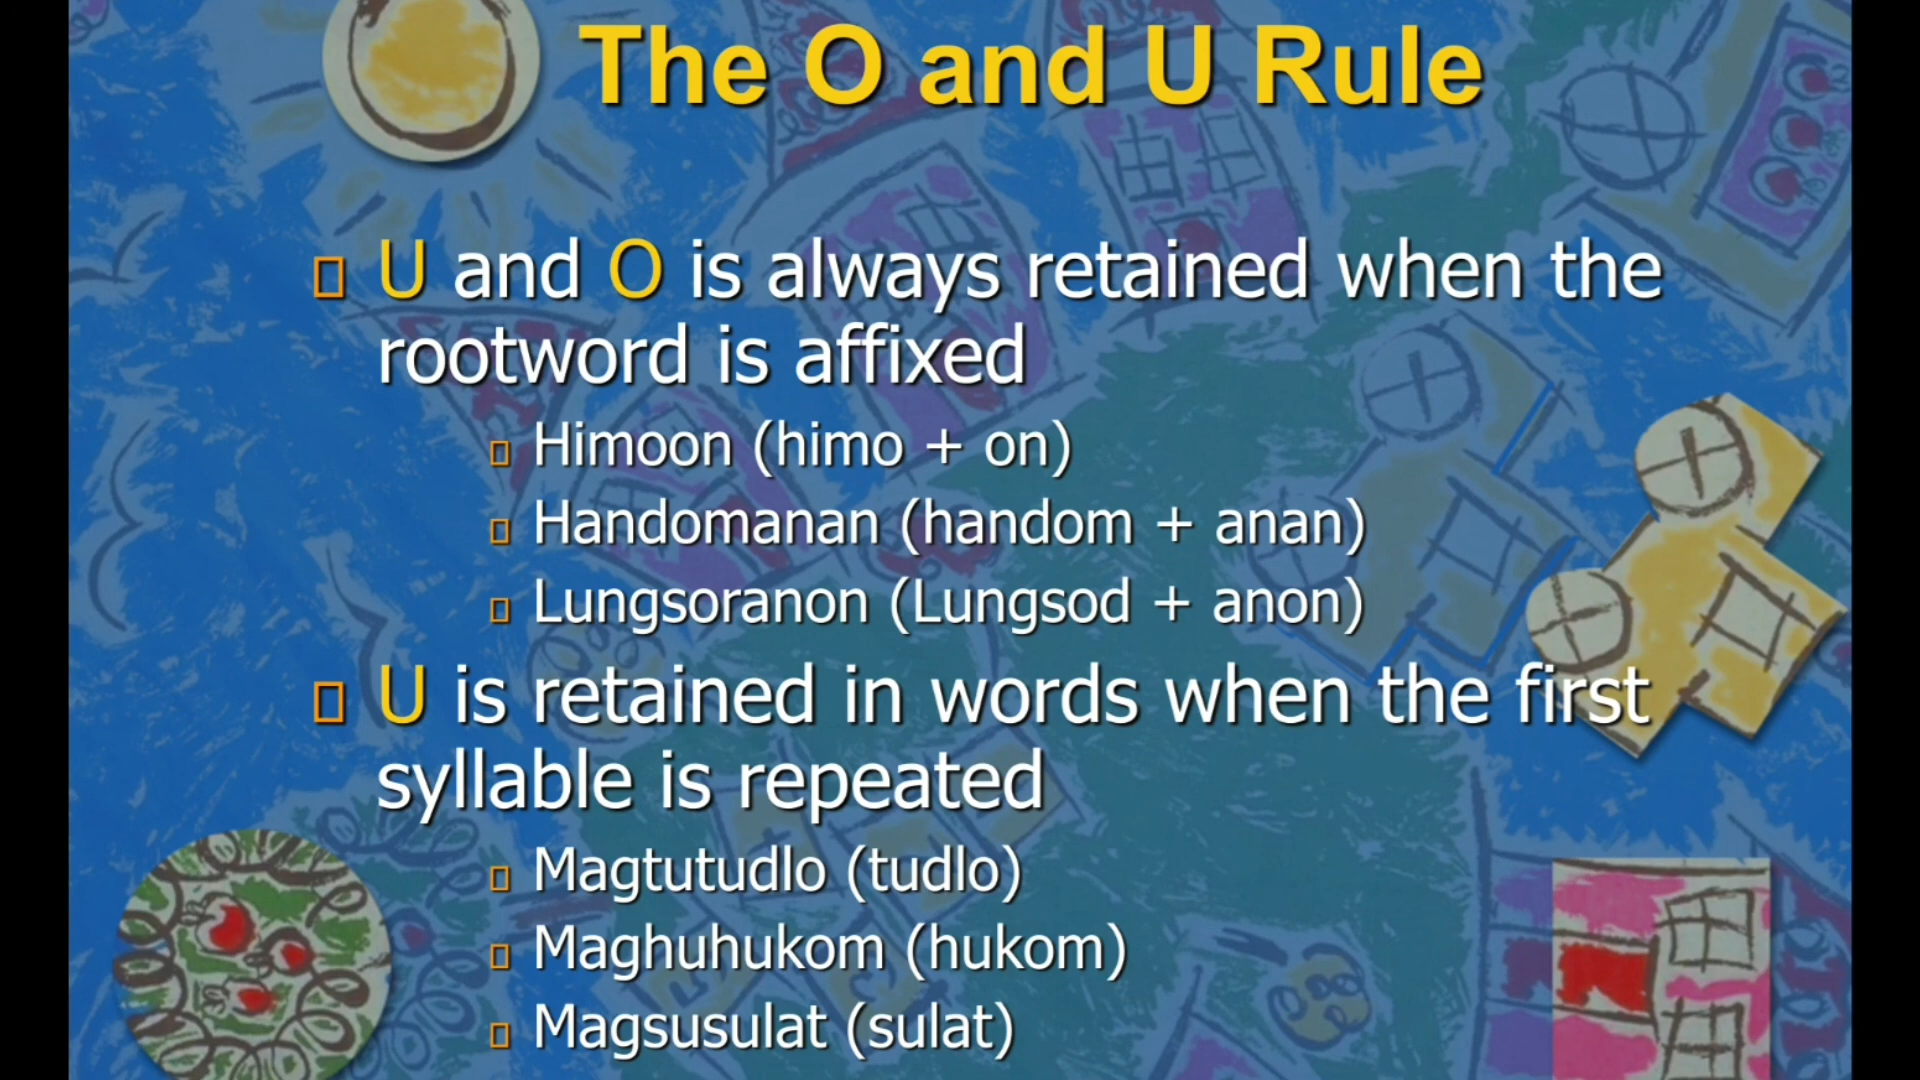 The O and U Rule
U and O is always retained when the
rootword is affixed
Himoon (himo + on)
Handomanan (handom + anan)
Lungsoranon (Lungsod + anon)
U is retained in words when the first
syllable is repeated
Magtutudlo (tudlo)
Maghuhukom (hukom)
Magsusulat (sulat)